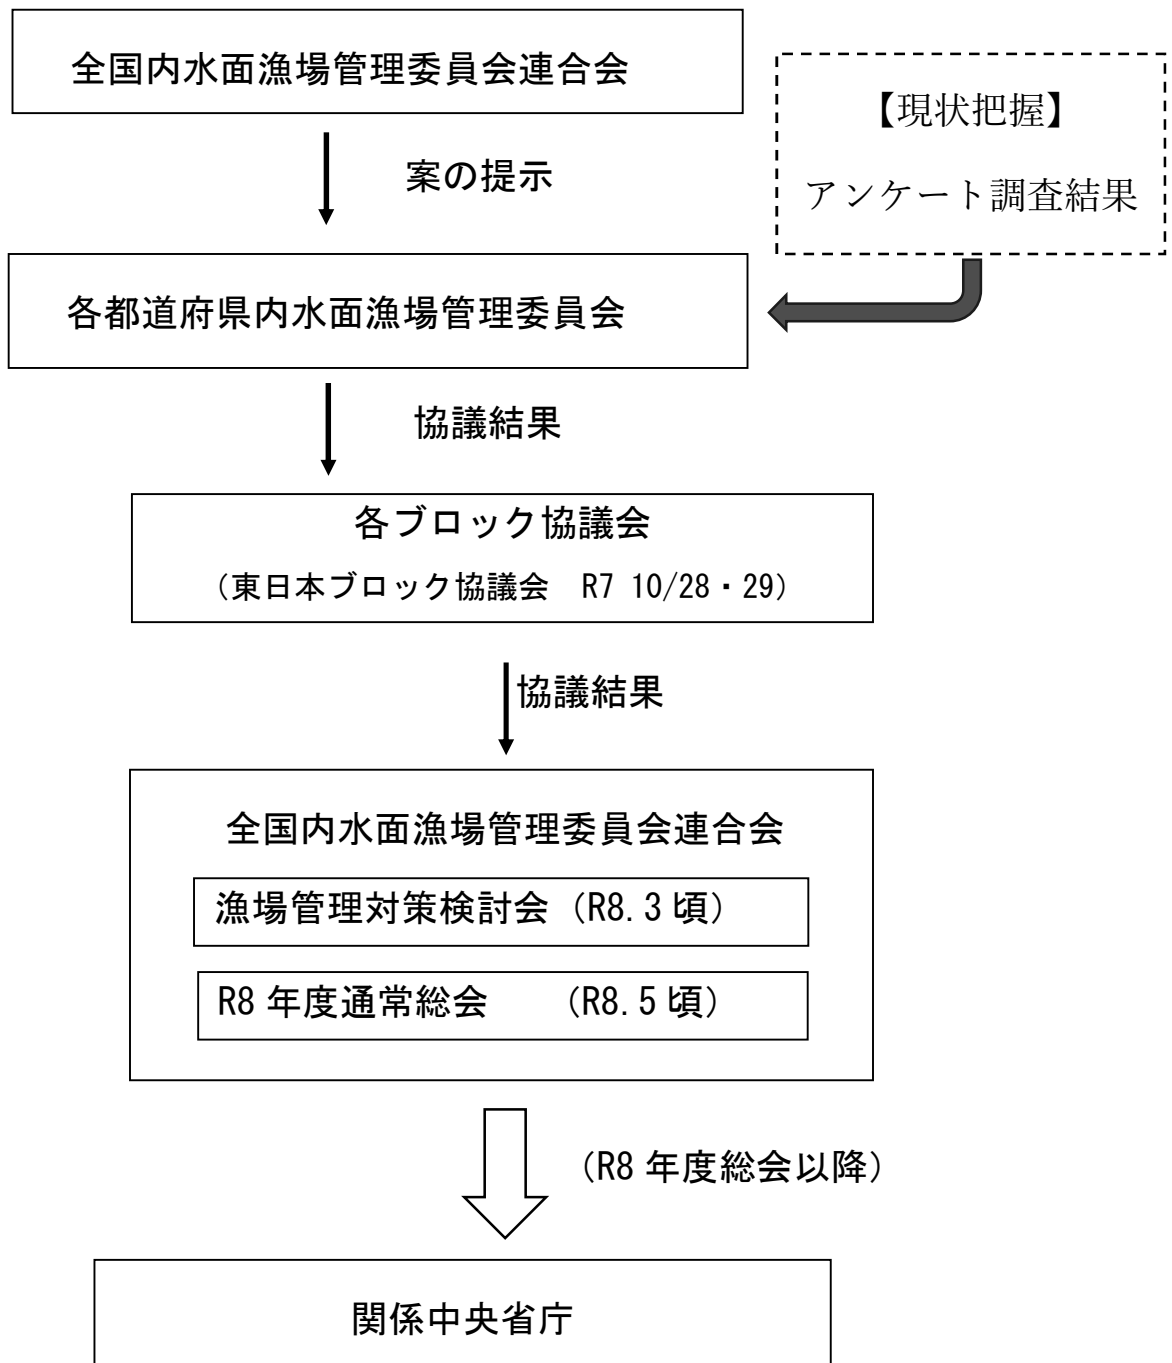 全国内水面漁場管理委員会連合会
【現状把握】
アンケート調査結果
案の提示
各都道府県内水面漁場管理委員会
協議結果
各ブロック協議会
（東日本ブロック協議会　R7 10/28・29）
協議結果
全国内水面漁場管理委員会連合会
漁場管理対策検討会（R8.3頃）
R8年度通常総会　　（R8.5頃）
（R8年度総会以降）
関係中央省庁